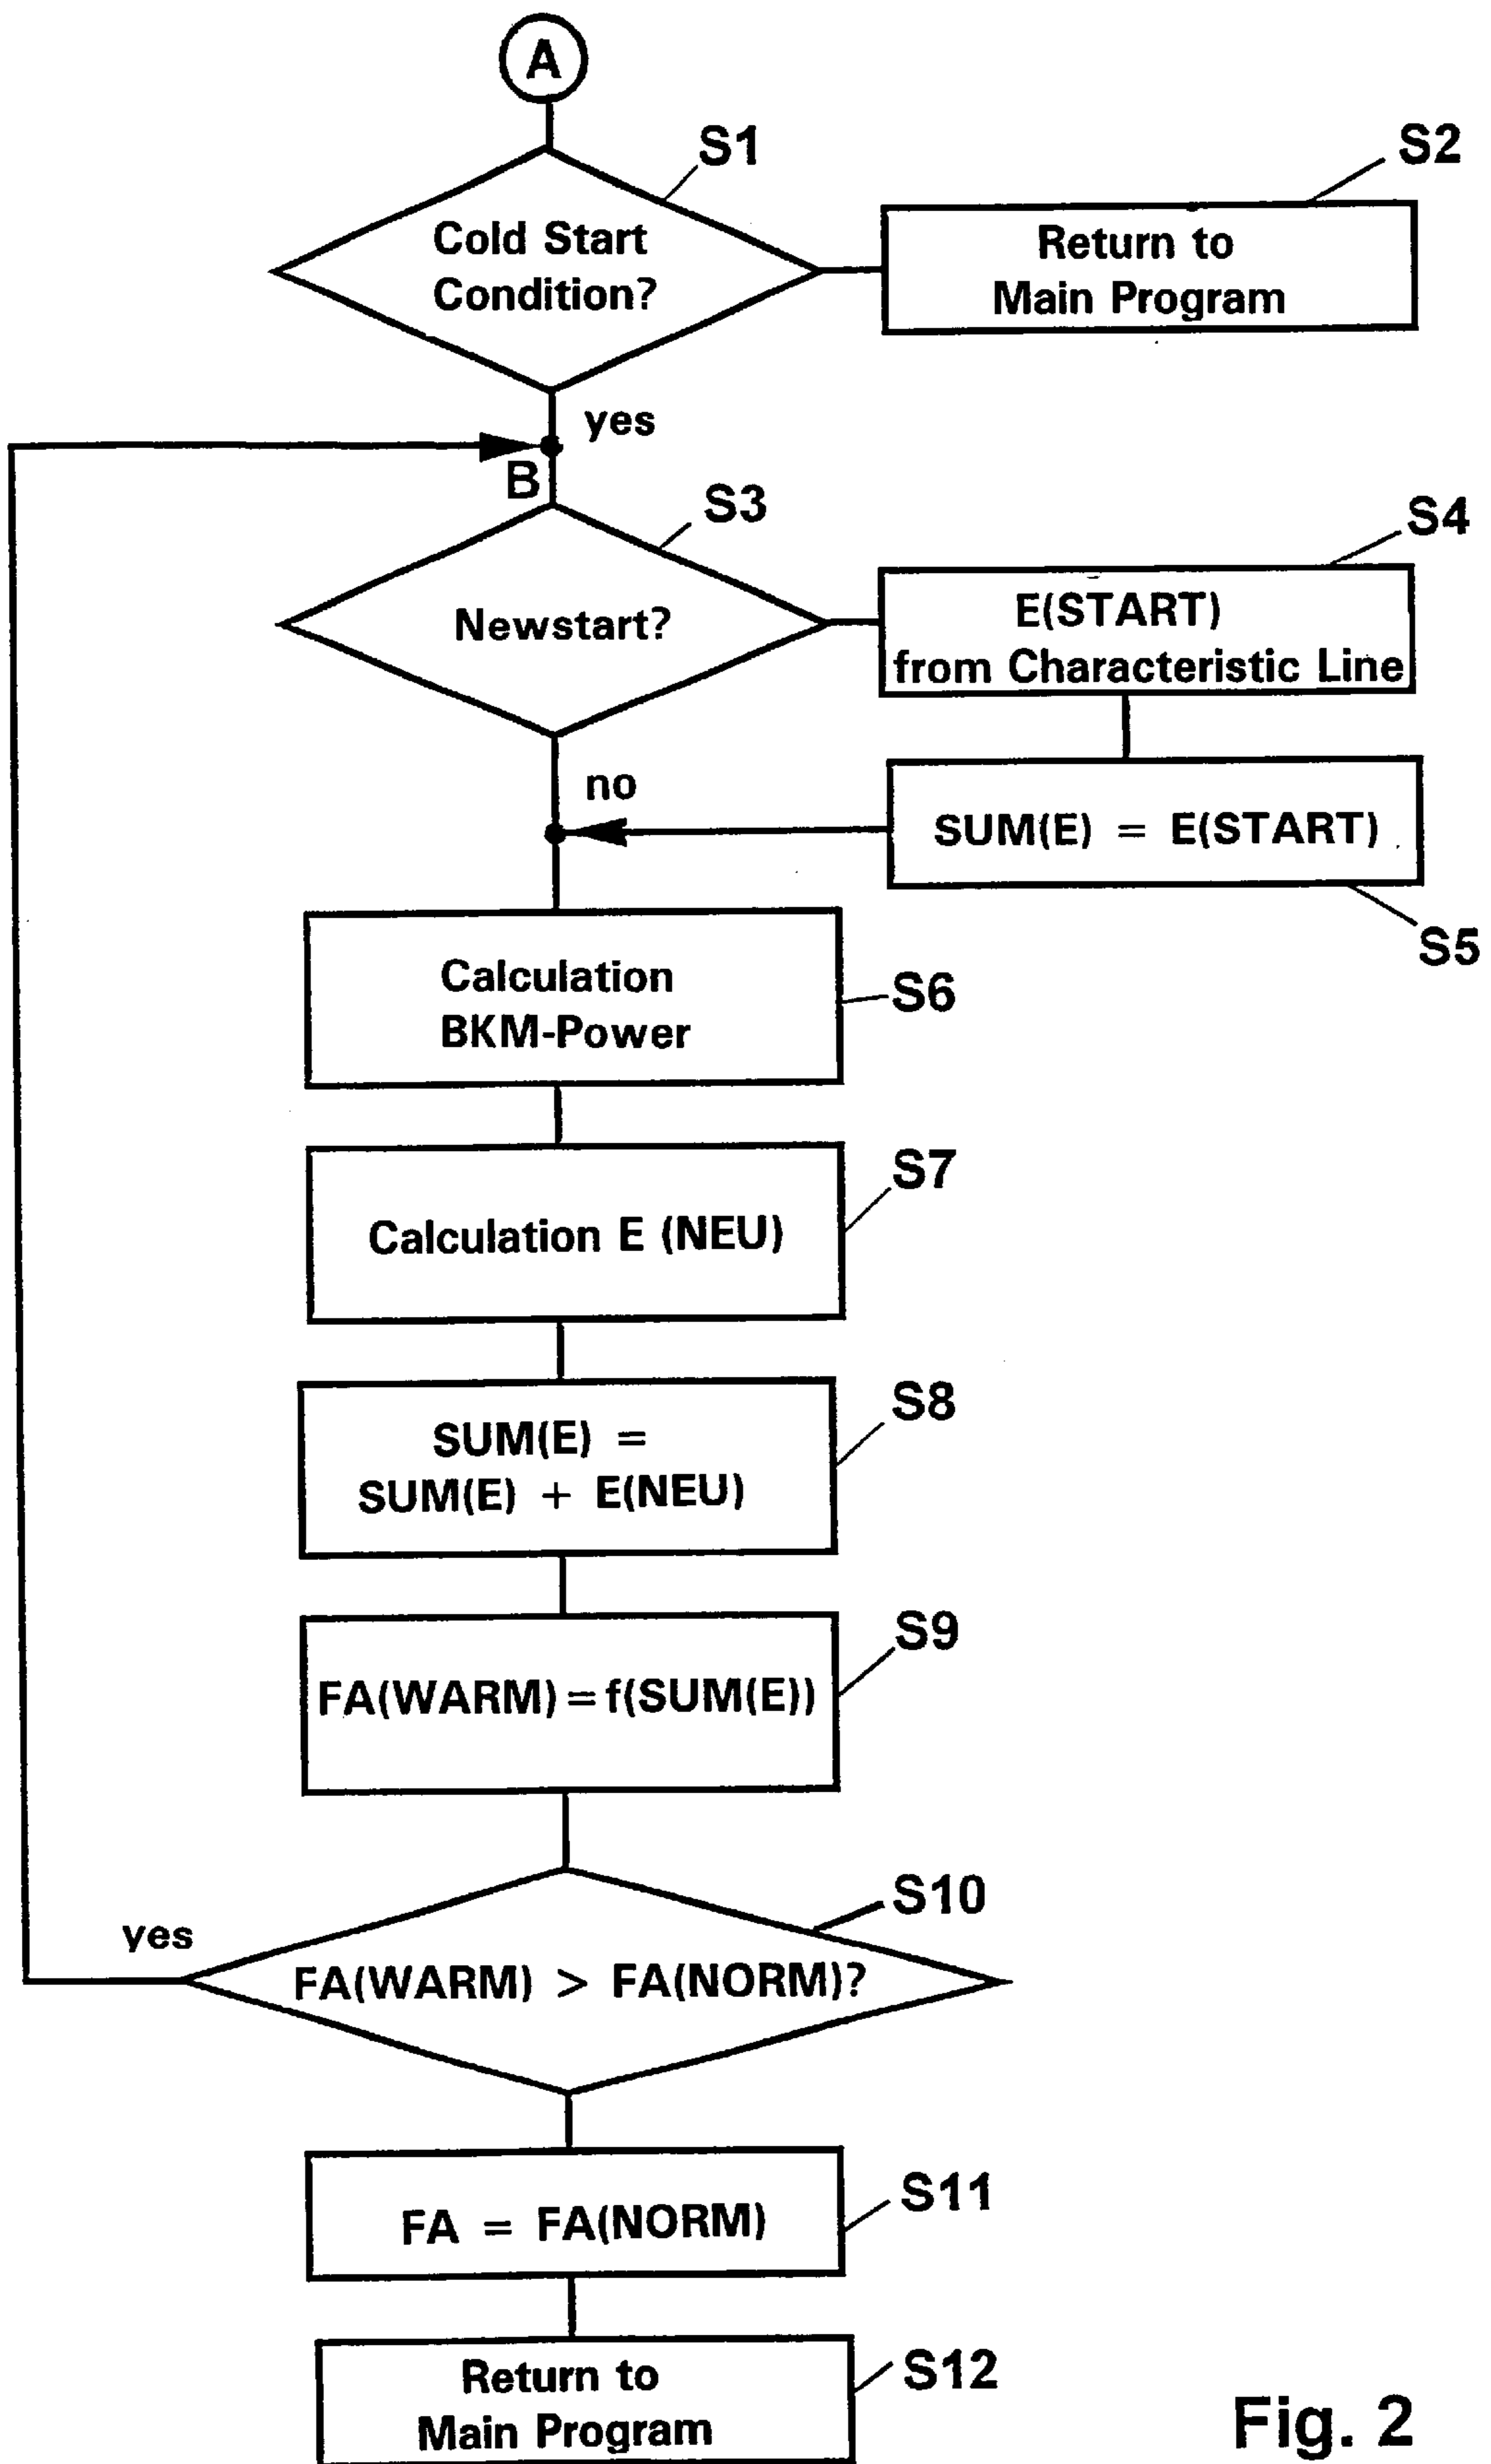 A
S1
Cold Start
Condition?
S2
Return to
Main Program
yes
B
S3
Newstart?
S4
E(START)
from Characteristic Line
no
SUM(E) = E(START)
S5
Calculation
BKM-Power
S6
S7
Calculation E (NEU)
S8
SUM(E) =
SUM(E) + E(NEU)
S9
FA(WARM) = f(SUM(E))
S10
yes
FA(WARM) > FA(NORM)?
S11
FA = FA(NORM)
S12
Return to
Main Program
Fig. 2